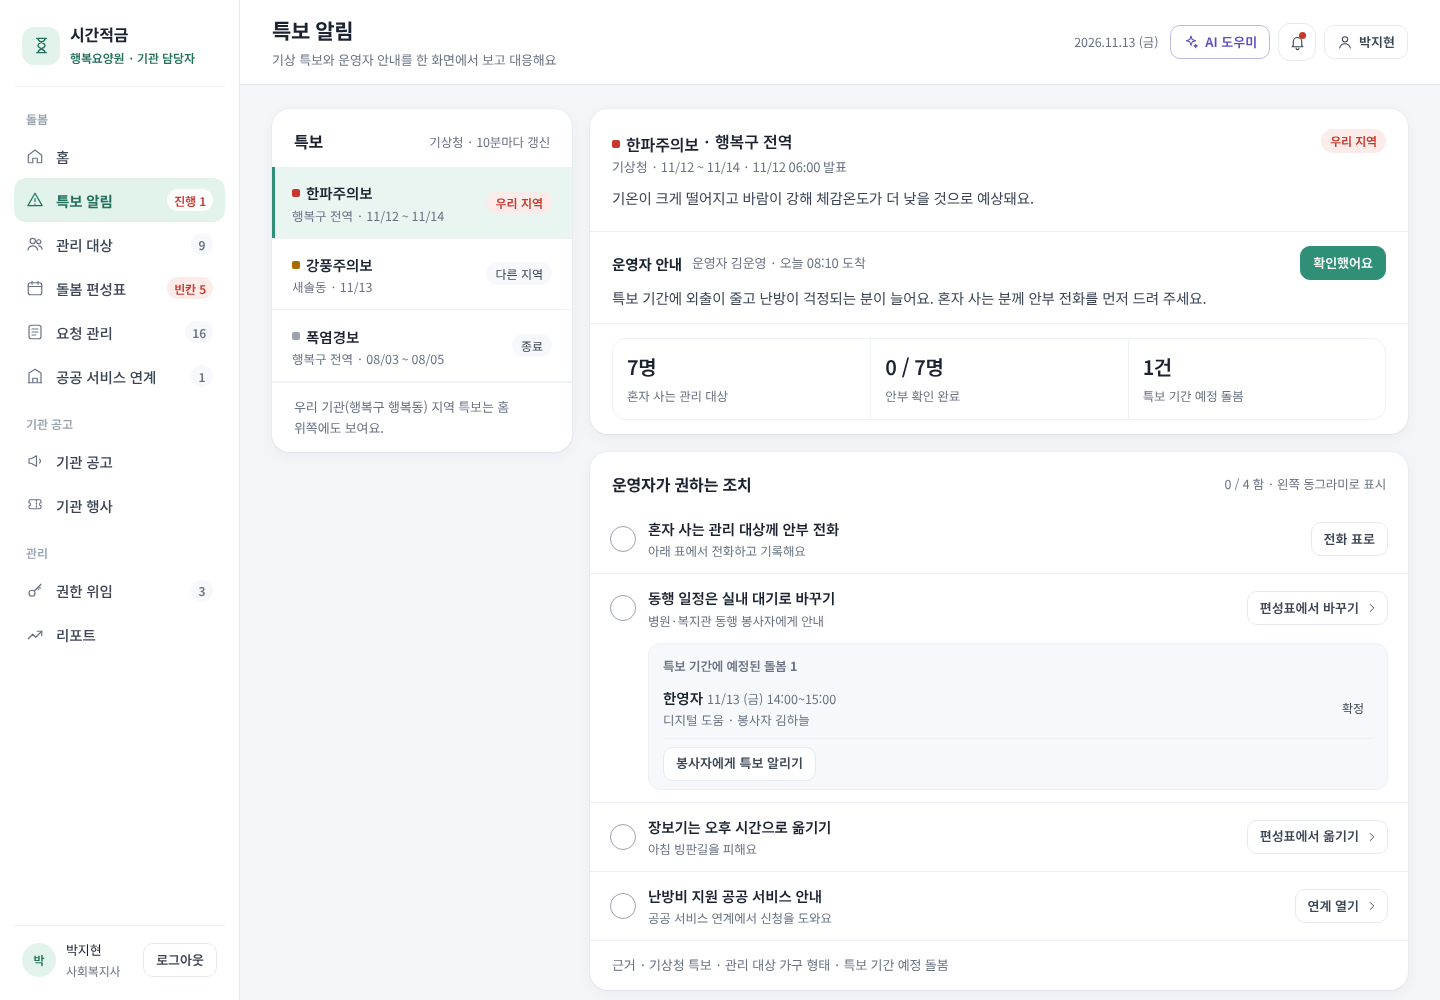 시간적금
행복요양원 · 기관 담당자
돌봄
홈
특보 알림 진행 1
관리 대상 9
돌봄 편성표 빈칸 5
요청 관리 16
공공 서비스 연계 1
기관 공고
기관 공고
기관 행사
관리
권한 위임 3
리포트
박 박지현
사회복지사
로그아웃
특보 알림
기상 특보와 운영자 안내를 한 화면에서 보고 대응해요
2026.11.13 (금) AI 도우미 박지현
특보 기상청 · 10분마다 갱신
한파주의보
행복구 전역 · 11/12 ~ 11/14
우리 지역
강풍주의보
새솔동 · 11/13
다른 지역
폭염경보
행복구 전역 · 08/03 ~ 08/05
종료
우리 기관(행복구 행복동) 지역 특보는 홈
위쪽에도 보여요.
한파주의보 · 행복구 전역 우리 지역
기상청 · 11/12 ~ 11/14 · 11/12 06:00 발표
기온이 크게 떨어지고 바람이 강해 체감온도가 더 낮을 것으로 예상돼요.
운영자 안내 운영자 김운영 · 오늘 08:10 도착 확인했어요
특보 기간에 외출이 줄고 난방이 걱정되는 분이 늘어요. 혼자 사는 분께 안부 전화를 먼저 드려 주세요.
7명
혼자 사는 관리 대상
0 / 7명
안부 확인 완료
1건
특보 기간 예정 돌봄
운영자가 권하는 조치 0 / 4 함 · 왼쪽 동그라미로 표시
혼자 사는 관리 대상께 안부 전화
아래 표에서 전화하고 기록해요
전화 표로
동행 일정은 실내 대기로 바꾸기
병원·복지관 동행 봉사자에게 안내
편성표에서 바꾸기
특보 기간에 예정된 돌봄 1
한영자 11/13 (금) 14:00~15:00
디지털 도움 · 봉사자 김하늘
확정
봉사자에게 특보 알리기
장보기는 오후 시간으로 옮기기
아침 빙판길을 피해요
편성표에서 옮기기
난방비 지원 공공 서비스 안내
공공 서비스 연계에서 신청을 도와요
연계 열기
근거 · 기상청 특보 · 관리 대상 가구 형태 · 특보 기간 예정 돌봄